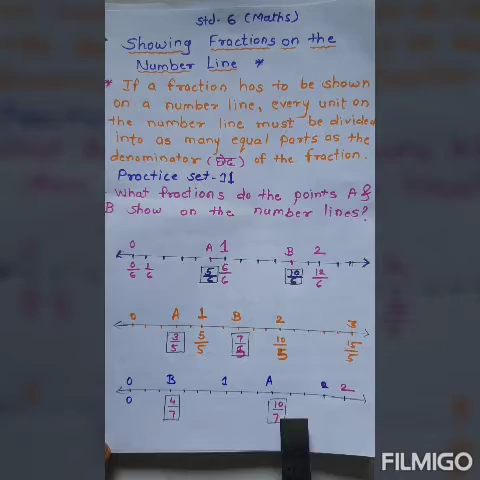 Std- 6 (Maths)
* Showing Fractions on the
Number Line *
* If a fraction has to be shown
on a number line, every unit on
the number line must be divided
into as many equal parts as the
denominator (छेद) of the fraction.
Practice set-11
What fractions do the points A &
B show on the number lines?
0 A 1 B 2
0/6 1/6 5/6 6/6 10/6 12/6
0 A 1 B 2 3
3/5 5/5 7/5 10/5 15/5
0 B 1 A 2 2
0 4/7 10/7
FILMIGO